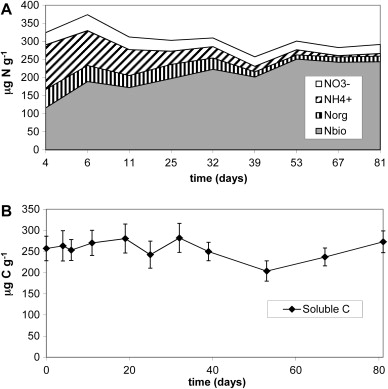 A
400
350
300
250
200
150
100
50
0
µg N g-1
NO3-
NH4+
Norg
Nbio
4 6 11 25 32 39 53 67 81
time (days)
B
350
300
250
200
150
100
50
0
µg C g-1
Soluble C
0 20 40 60 80
time (days)